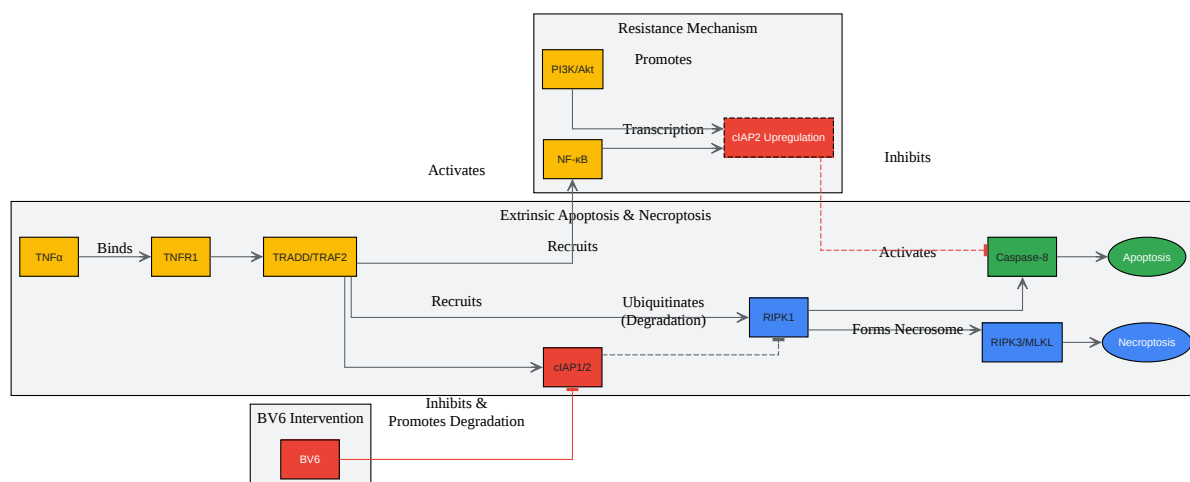 Resistance Mechanism
PI3K/Akt
Promotes
Transcription
cIAP2 Upregulation
NF-κB
Activates
Inhibits
Extrinsic Apoptosis & Necroptosis
TNFα
Binds
TNFR1
TRADD/TRAF2
Recruits
Activates
Caspase-8
Apoptosis
Recruits
Ubiquitinates
(Degradation)
RIPK1
Forms Necrosome
RIPK3/MLKL
Necroptosis
cIAP1/2
Inhibits &
Promotes Degradation
BV6 Intervention
BV6